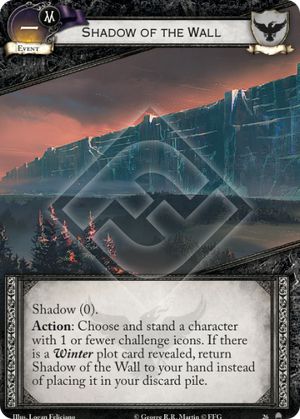 Shadow of the Wall
Event
Shadow (0).
Action: Choose and stand a character
with 1 or fewer challenge icons. If there
is a Winter plot card revealed, return
Shadow of the Wall to your hand instead
of placing it in your discard pile.
Illus. Logan Feliciano © George R.R. Martin © FFG 26